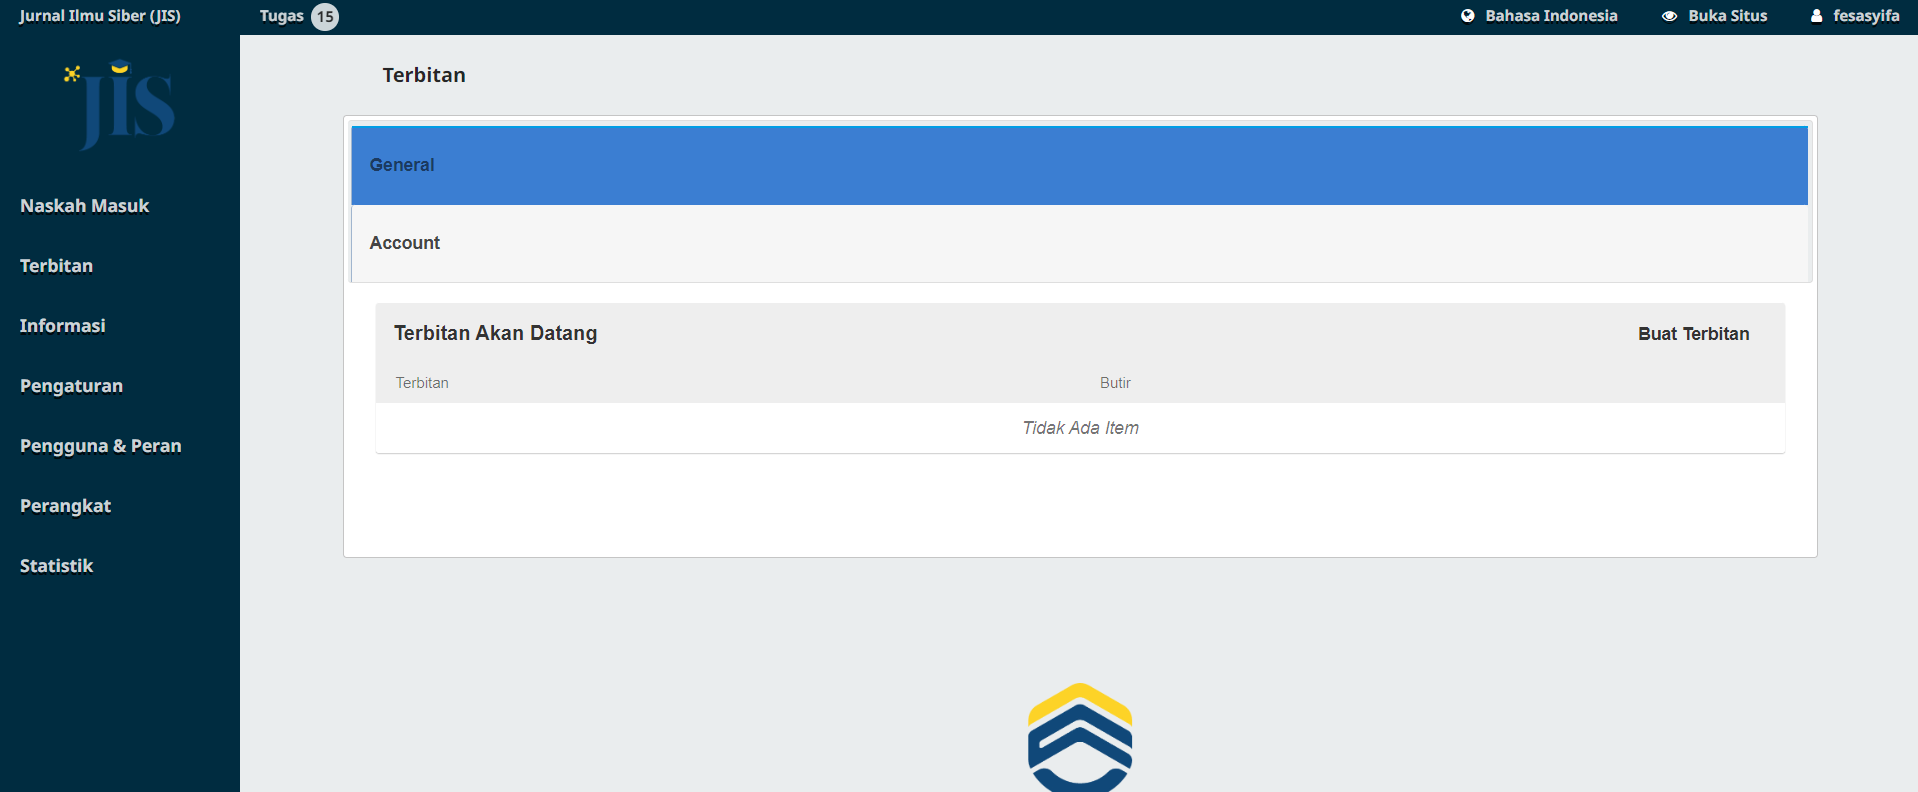 Jurnal Ilmu Siber (JIS)
Tugas 15
Bahasa Indonesia
Buka Situs
fesasyifa
JIS
Naskah Masuk
Terbitan
Informasi
Pengaturan
Pengguna & Peran
Perangkat
Statistik
Terbitan
General
Account
Terbitan Akan Datang
Buat Terbitan
Terbitan
Butir
Tidak Ada Item